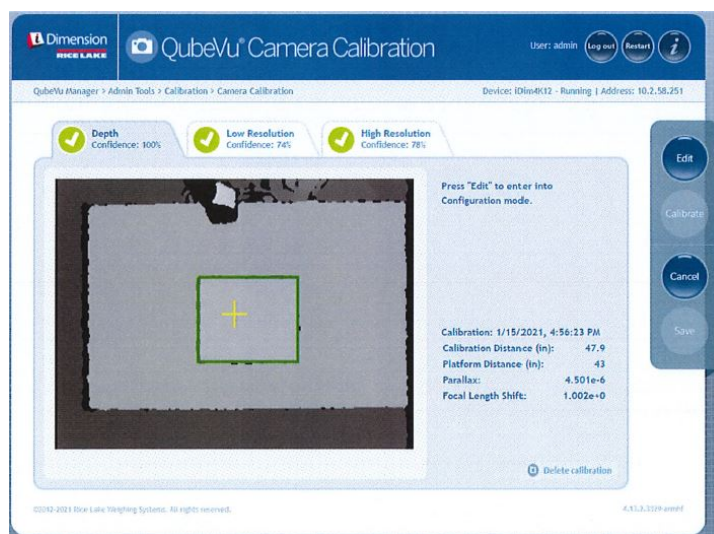 iDimension
RICE LAKE
QubeVu® Camera Calibration
User: admin
Log out
Restart
i
QubeVu Manager > Admin Tools > Calibration > Camera Calibration
Device: iDim4K12 - Running | Address: 10.2.58.251
Depth
Confidence: 100%
Low Resolution
Confidence: 74%
High Resolution
Confidence: 78%
Press "Edit" to enter into
Configuration mode.
Edit
Calibrate
Cancel
Save
Calibration: 1/15/2021, 4:56:23 PM
Calibration Distance (in): 47.9
Platform Distance (in): 43
Parallax: 4.501e-6
Focal Length Shift: 1.002e+0
Delete calibration
©2012-2021 Rice Lake Weighing Systems. All rights reserved.